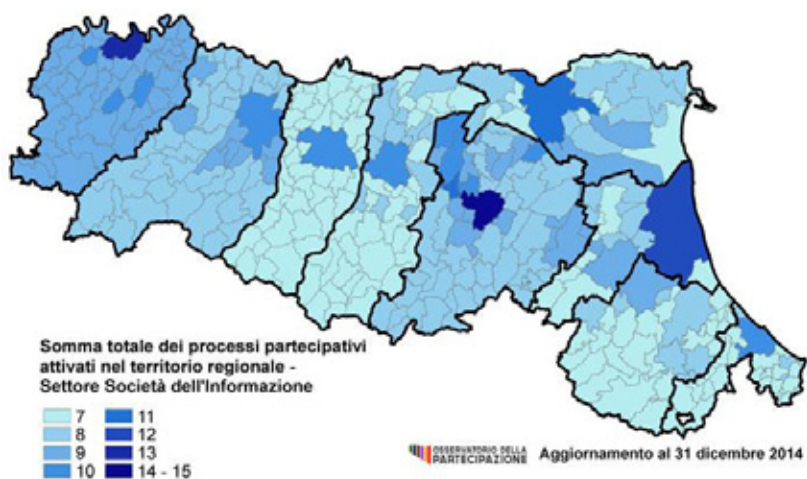 Somma totale dei processi partecipativi
attivati nel territorio regionale -
Settore Società dell'Informazione
7 11
8 12
9 13
10 14 - 15
OSSERVATORIO DELLA
PARTECIPAZIONE
Aggiornamento al 31 dicembre 2014